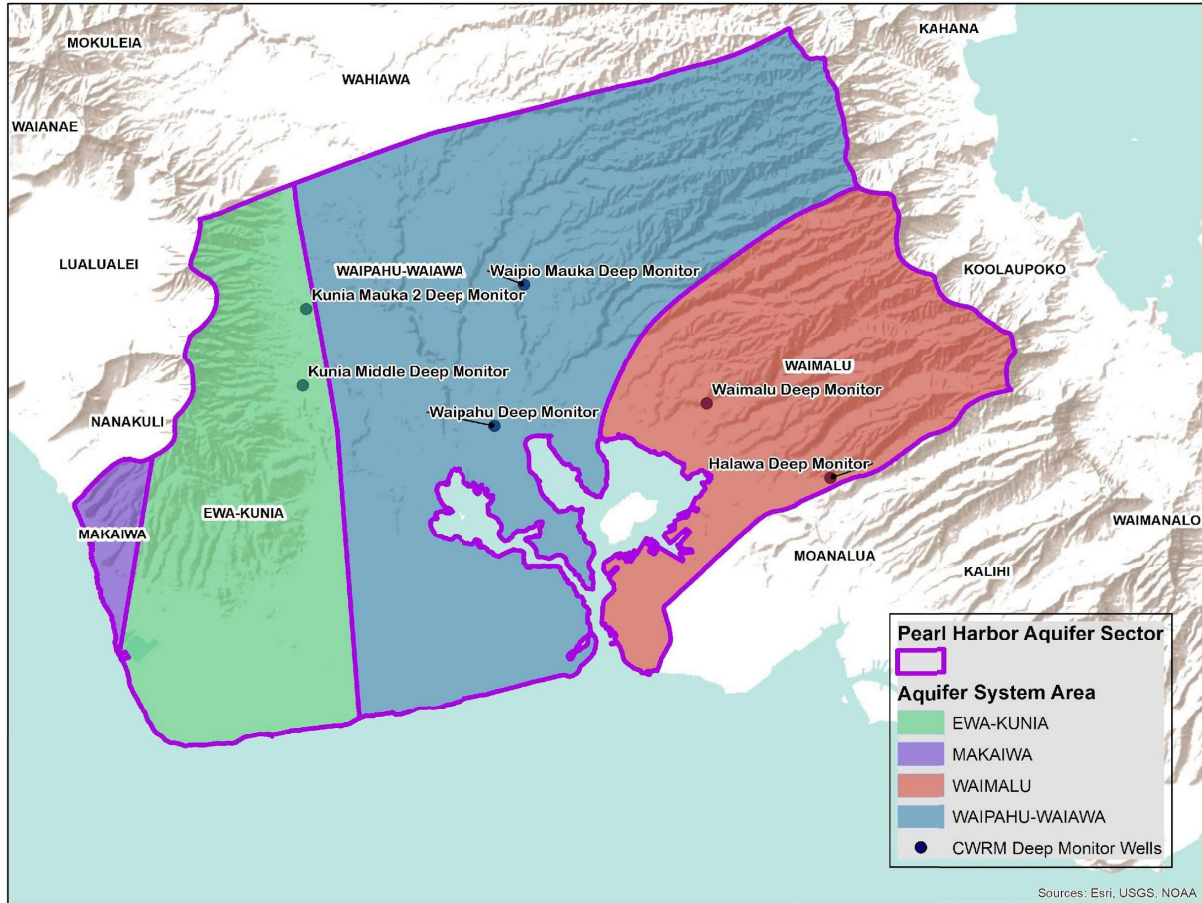 MOKULEIA
KAHANA
WAHIAWA
WAIANAE
LUALUALEI
WAIPAHU-WAIAWA
Waipio Mauka Deep Monitor
KOOLAUPOKO
Kunia Mauka 2 Deep Monitor
WAIMALU
Kunia Middle Deep Monitor
Waimalu Deep Monitor
NANAKULI
Waipahu Deep Monitor
Halawa Deep Monitor
EWA-KUNIA
WAIMANALO
MAKAIWA
MOANALUA
KALIHI
Pearl Harbor Aquifer Sector
Aquifer System Area
EWA-KUNIA
MAKAIWA
WAIMALU
WAIPAHU-WAIAWA
CWRM Deep Monitor Wells
Sources: Esri, USGS, NOAA